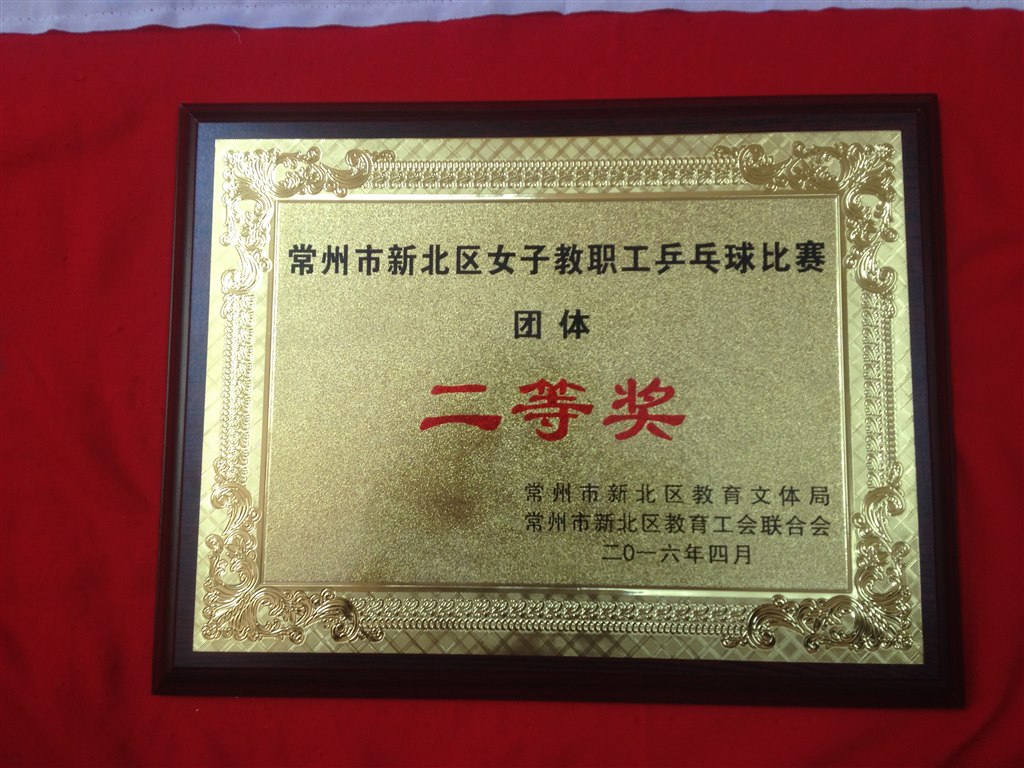 常州市新北区女子教职工乒乓球比赛
团体
二等奖
常州市新北区教育文体局
常州市新北区教育工会联合会
二〇一六年四月